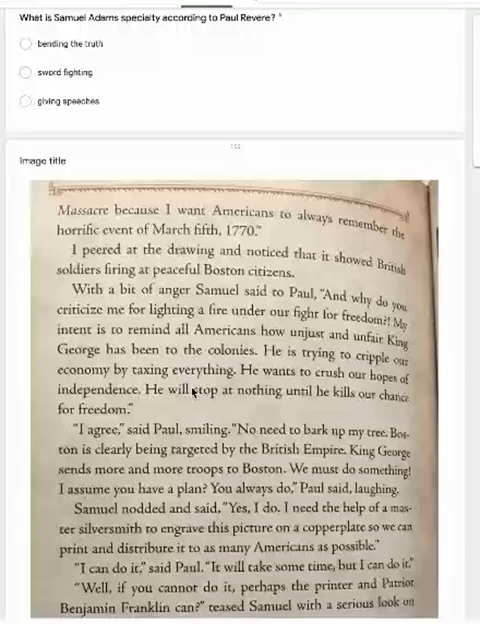 What is Samuel Adams specialty according to Paul Revere? *
bending the truth
sword fighting
giving speeches
Image title
Massacre because I want Americans to always remember the
horrific event of March fifth, 1770."
I peered at the drawing and noticed that it showed British
soldiers firing at peaceful Boston citizens.
With a bit of anger Samuel said to Paul, "And why do you
criticize me for lighting a fire under our fight for freedom?! My
intent is to remind all Americans how unjust and unfair King
George has been to the colonies. He is trying to cripple our
economy by taxing everything. He wants to crush our hopes of
independence. He will stop at nothing until he kills our chance
for freedom."
"I agree," said Paul, smiling. "No need to bark up my tree. Bos-
ton is clearly being targeted by the British Empire. King George
sends more and more troops to Boston. We must do something!
I assume you have a plan? You always do," Paul said, laughing.
Samuel nodded and said, "Yes, I do. I need the help of a mas-
ter silversmith to engrave this picture on a copperplate so we can
print and distribute it to as many Americans as possible."
"I can do it," said Paul. "It will take some time, but I can do it."
"Well, if you cannot do it, perhaps the printer and Patriot
Benjamin Franklin can?" teased Samuel with a serious look on